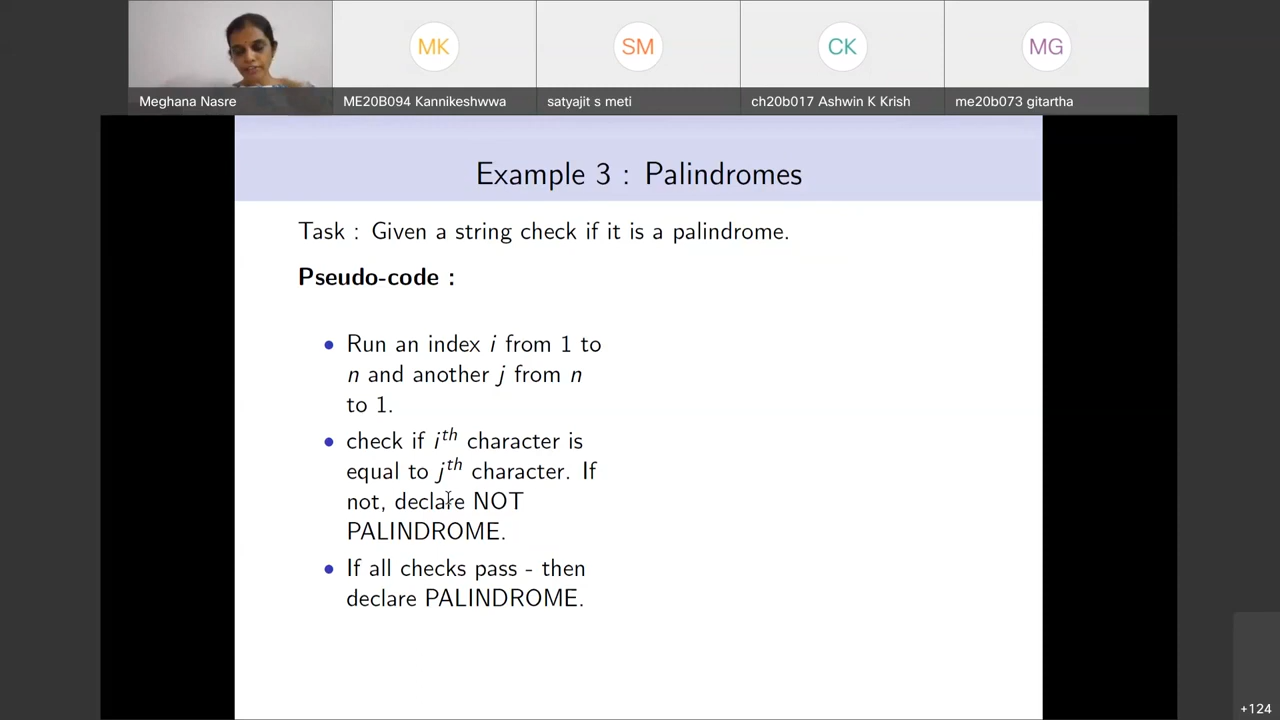 MK
SM
CK
MG
Meghana Nasre
ME20B094 Kannikeshwwa
satyajit s meti
ch20b017 Ashwin K Krish
me20b073 gitartha
Example 3 : Palindromes
Task : Given a string check if it is a palindrome.
Pseudo-code :
• Run an index i from 1 to
n and another j from n
to 1.
• check if i^th character is
equal to j^th character. If
not, declare NOT
PALINDROME.
• If all checks pass - then
declare PALINDROME.
+124